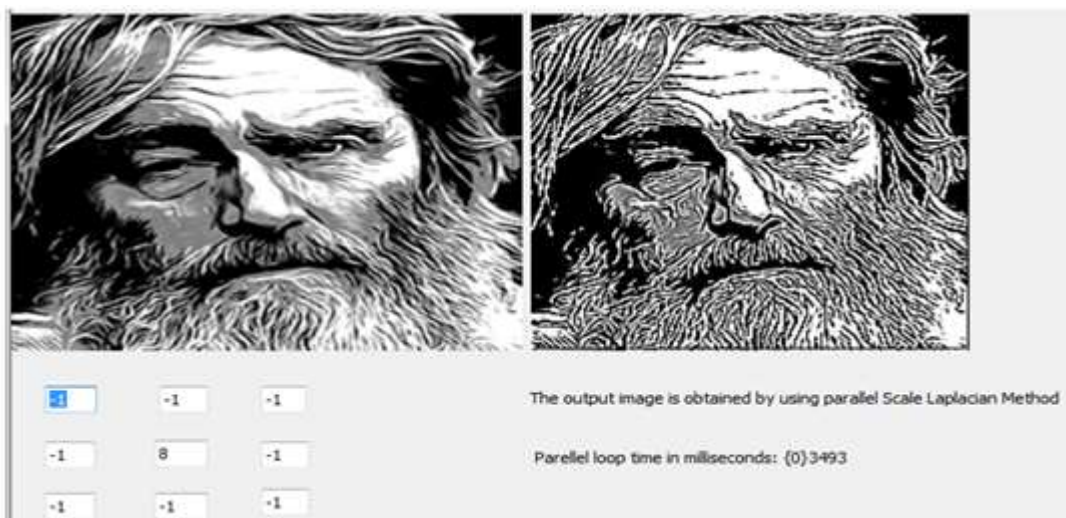 -1 -1 -1
The output image is obtained by using parallel Scale Laplacian Method
-1 8 -1
Parellel loop time in milliseconds: {0}3493
-1 -1 -1